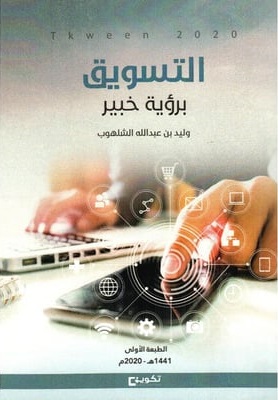 Tkween 2020
التسويق
برؤية خبير
وليد بن عبدالله الشلهوب
الطبعة الأولى
1441هـ - 2020م
تكوين